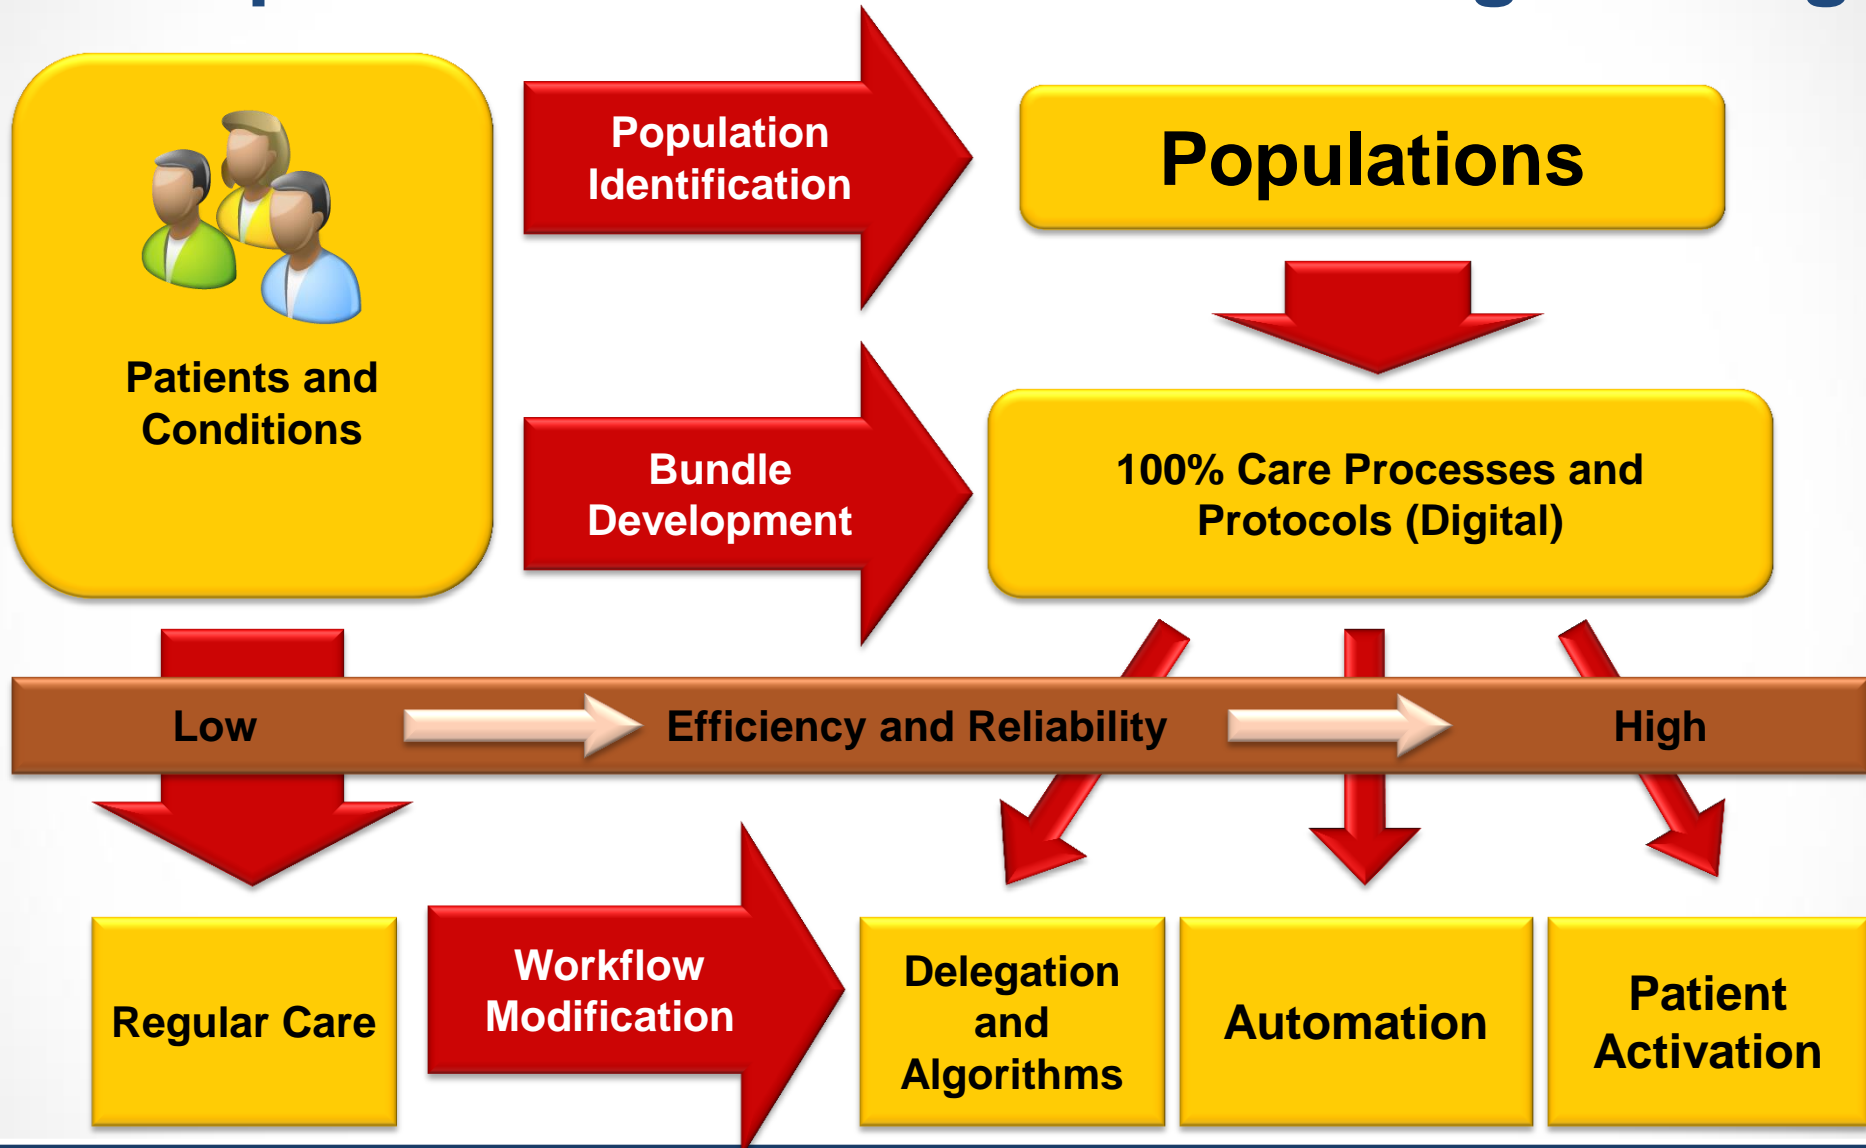 Population
Identification
Populations
Patients and
Conditions
Bundle
Development
100% Care Processes and
Protocols (Digital)
Low
Efficiency and Reliability
High
Regular Care
Workflow
Modification
Delegation
and
Algorithms
Automation
Patient
Activation